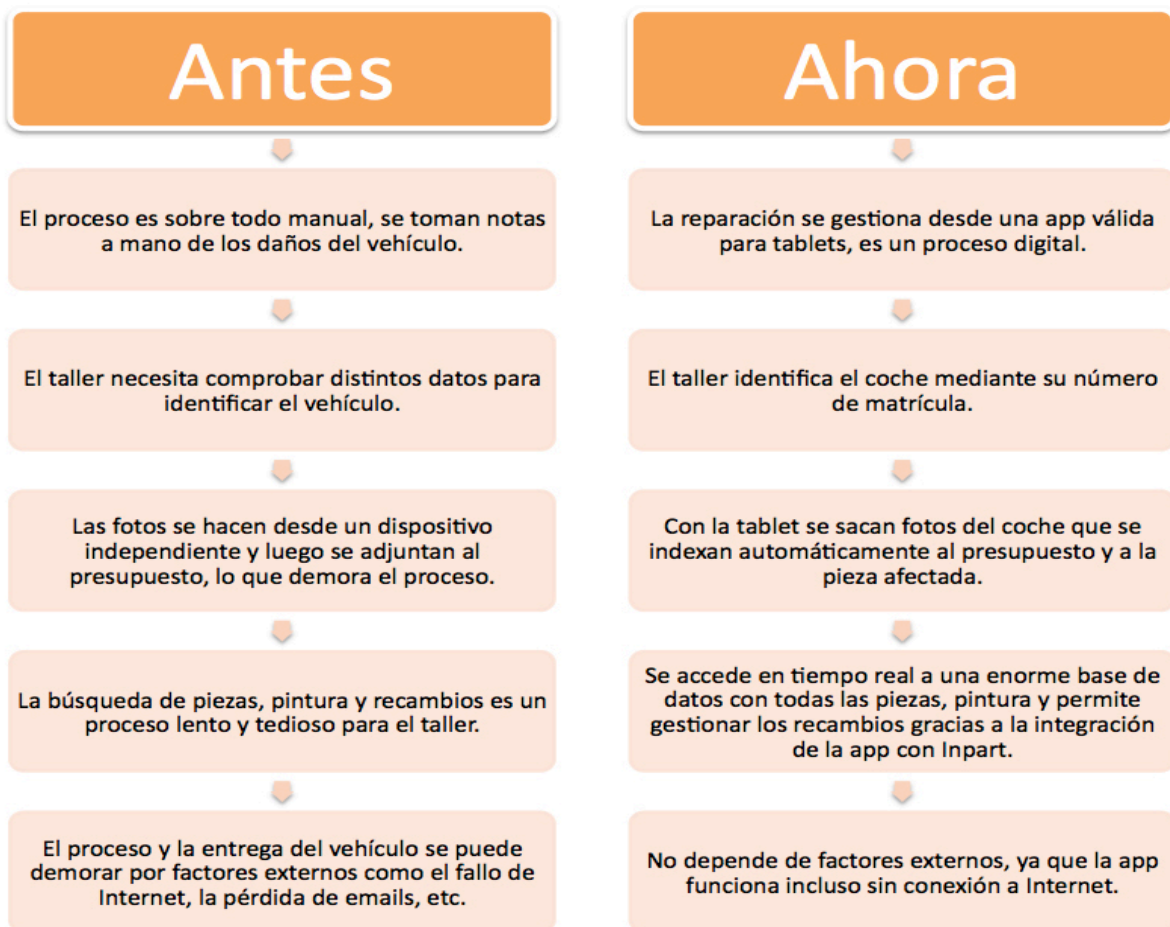 Antes
El proceso es sobre todo manual, se toman notas
a mano de los daños del vehículo.
El taller necesita comprobar distintos datos para
identificar el vehículo.
Las fotos se hacen desde un dispositivo
independiente y luego se adjuntan al
presupuesto, lo que demora el proceso.
La búsqueda de piezas, pintura y recambios es un
proceso lento y tedioso para el taller.
El proceso y la entrega del vehículo se puede
demorar por factores externos como el fallo de
Internet, la pérdida de emails, etc.
Ahora
La reparación se gestiona desde una app válida
para tablets, es un proceso digital.
El taller identifica el coche mediante su número
de matrícula.
Con la tablet se sacan fotos del coche que se
indexan automáticamente al presupuesto y a la
pieza afectada.
Se accede en tiempo real a una enorme base de
datos con todas las piezas, pintura y permite
gestionar los recambios gracias a la integración
de la app con Inpart.
No depende de factores externos, ya que la app
funciona incluso sin conexión a Internet.